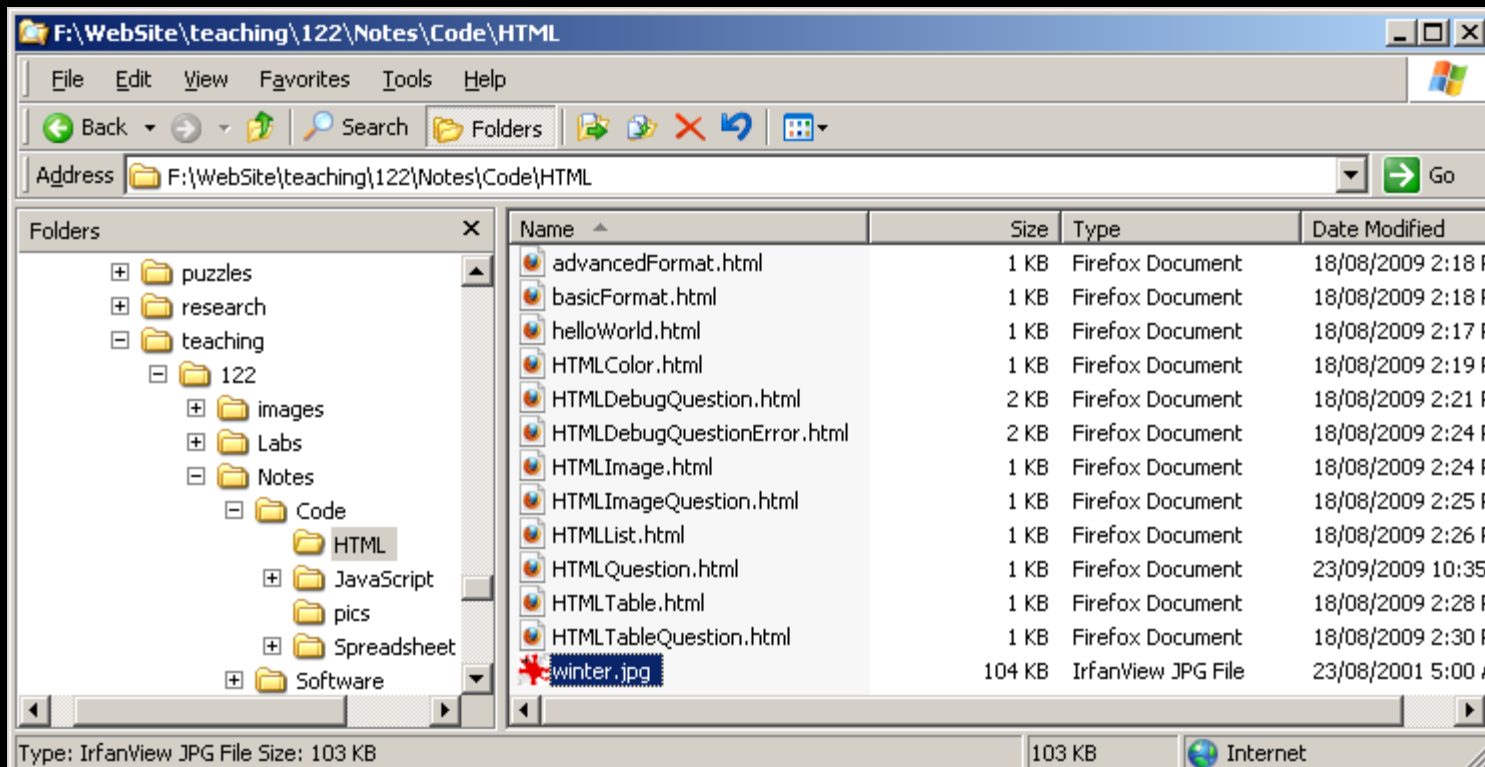 F:\WebSite\teaching\122\Notes\Code\HTML
File Edit View Favorites Tools Help
Back Search Folders
Address F:\WebSite\teaching\122\Notes\Code\HTML Go
Folders
puzzles
research
teaching
122
images
Labs
Notes
Code
HTML
JavaScript
pics
Spreadsheet
Software
Name Size Type Date Modified
advancedFormat.html 1 KB Firefox Document 18/08/2009 2:18
basicFormat.html 1 KB Firefox Document 18/08/2009 2:18
helloWorld.html 1 KB Firefox Document 18/08/2009 2:17
HTMLColor.html 1 KB Firefox Document 18/08/2009 2:19
HTMLDebugQuestion.html 2 KB Firefox Document 18/08/2009 2:21
HTMLDebugQuestionError.html 2 KB Firefox Document 18/08/2009 2:24
HTMLImage.html 1 KB Firefox Document 18/08/2009 2:24
HTMLImageQuestion.html 1 KB Firefox Document 18/08/2009 2:25
HTMLList.html 1 KB Firefox Document 18/08/2009 2:26
HTMLQuestion.html 1 KB Firefox Document 23/09/2009 10:35
HTMLTable.html 1 KB Firefox Document 18/08/2009 2:28
HTMLTableQuestion.html 1 KB Firefox Document 18/08/2009 2:30
winter.jpg 104 KB IrfanView JPG File 23/08/2001 5:00
Type: IrfanView JPG File Size: 103 KB 103 KB Internet